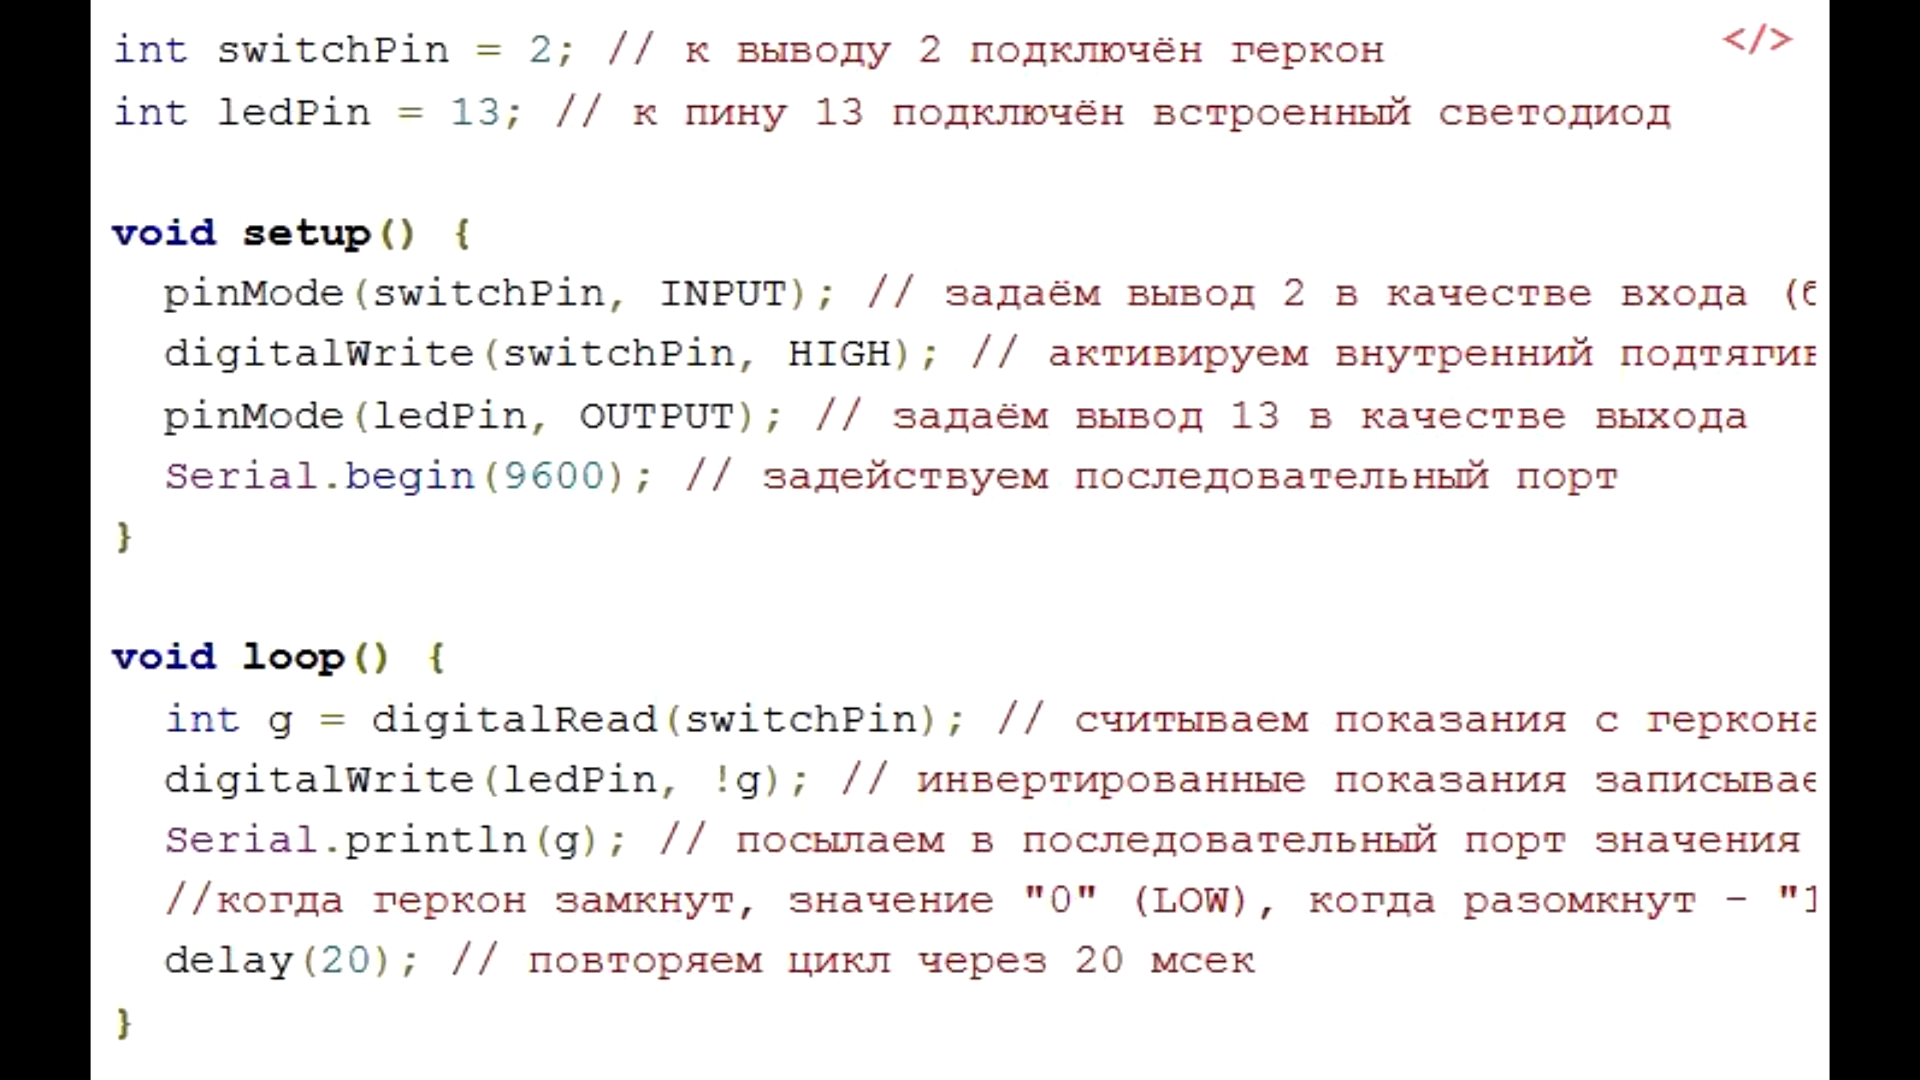 int switchPin = 2; // к выводу 2 подключён геркон
</>
int ledPin = 13; // к пину 13 подключён встроенный светодиод
void setup() {
pinMode(switchPin, INPUT); // задаём вывод 2 в качестве входа (
digitalWrite(switchPin, HIGH); // активируем внутренний
pinMode(ledPin, OUTPUT); // задаём вывод 13 в качестве выхода
Serial.begin(9600); // задействуем последовательный порт
}
void loop() {
int g = digitalRead(switchPin); // считываем показания с геркона
digitalWrite(ledPin, !g); // инвертированные показания
Serial.println(g); // посылаем в последовательный порт значения
//когда геркон замкнут, значение "0" (LOW), когда разомкнут - "1
delay(20); // повторяем цикл через 20 мсек
}